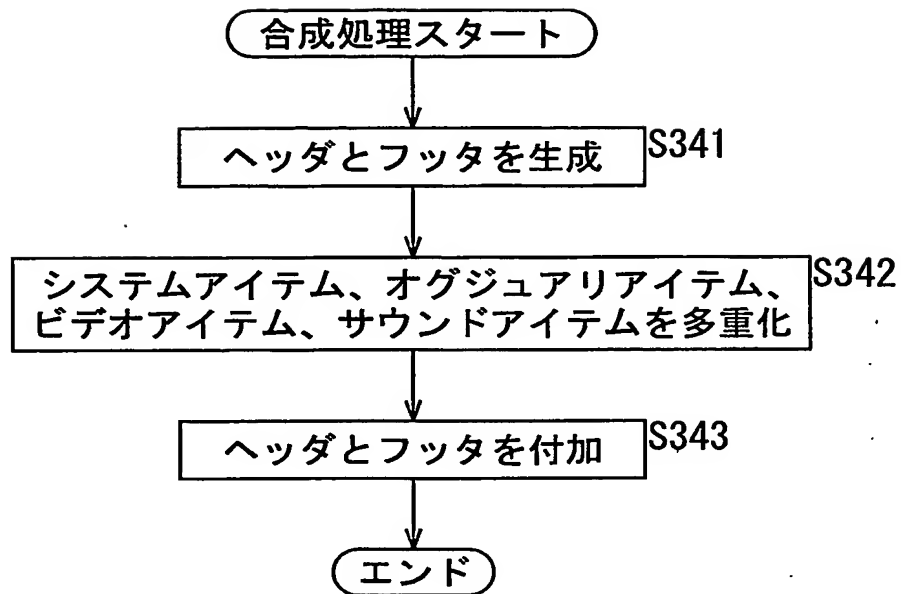 合成処理スタート
ヘッダとフッタを生成
S341
システムアイテム、オグジュアリアイテム、
S342
ビデオアイテム、サウンドアイテムを多重化
ヘッダとフッタを付加
S343
エンド